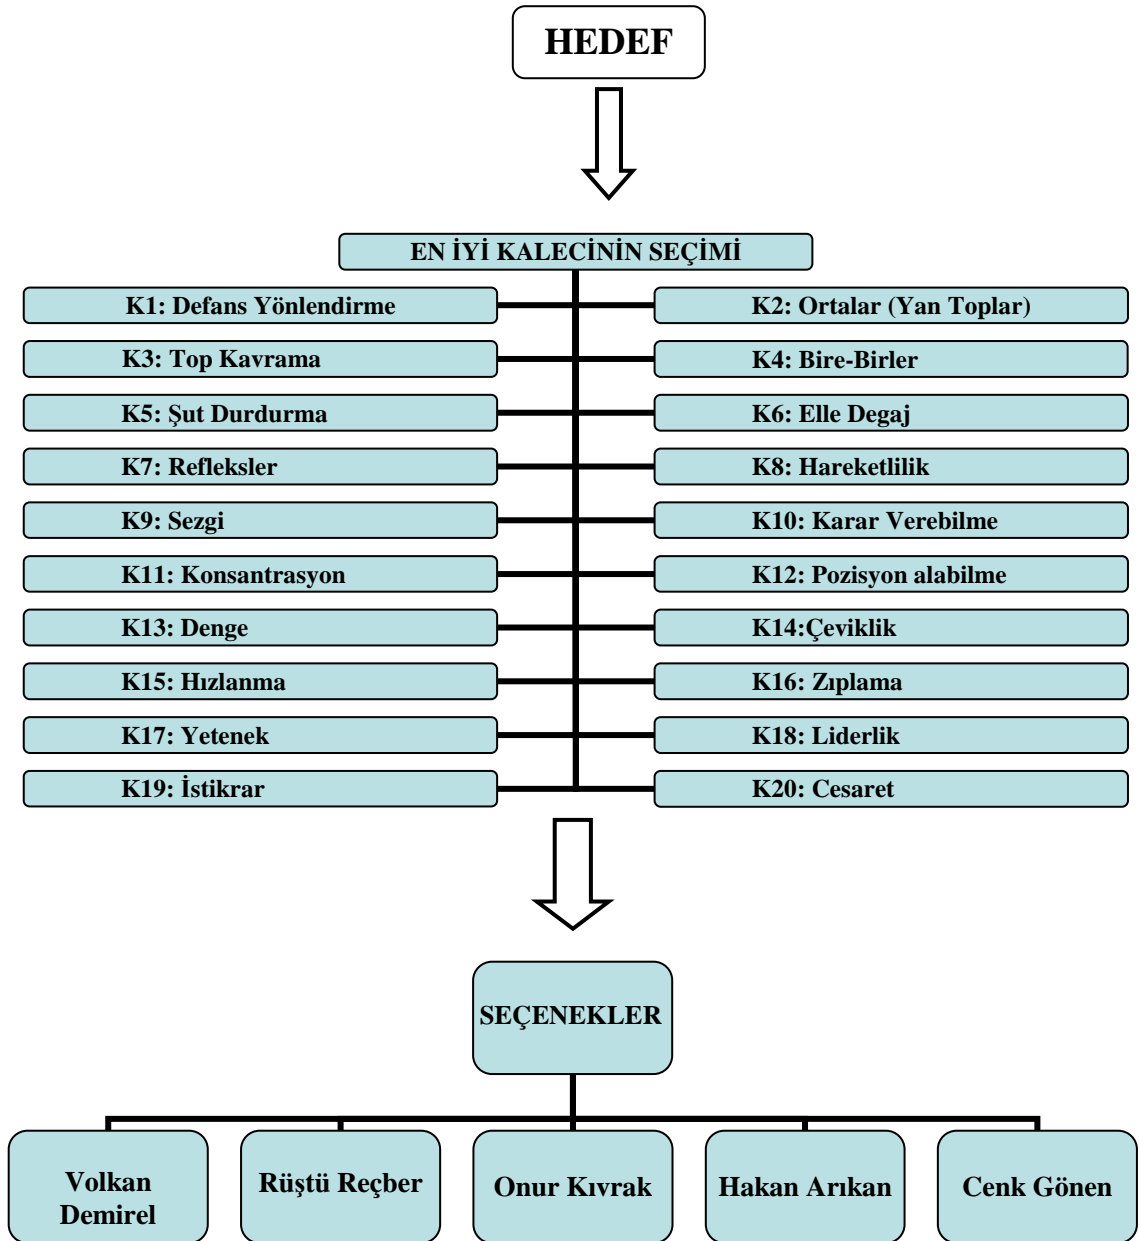 HEDEF
EN İYİ KALECİNİN SEÇİMİ
K1: Defans Yönlendirme
K2: Ortalar (Yan Toplar)
K3: Top Kavrama
K4: Bire-Birler
K5: Şut Durdurma
K6: Elle Degaj
K7: Refleksler
K8: Hareketlilik
K9: Sezgi
K10: Karar Verebilme
K11: Konsantrasyon
K12: Pozisyon alabilme
K13: Denge
K14:Çeviklik
K15: Hızlanma
K16: Zıplama
K17: Yetenek
K18: Liderlik
K19: İstikrar
K20: Cesaret
SEÇENEKLER
Volkan
Demirel
Rüştü Reçber
Onur Kıvrak
Hakan Arıkan
Cenk Gönen